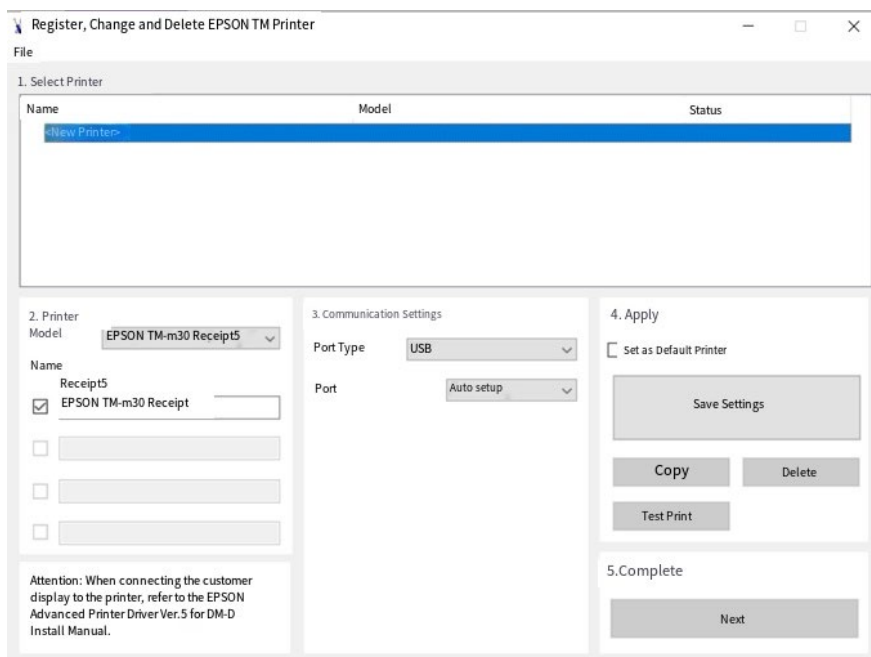 Register, Change and Delete EPSON TM Printer
File
1. Select Printer
Name Model Status
<New Printer>
2. Printer
Model EPSON TM-m30 Receipt5
Name
Receipt5
EPSON TM-m30 Receipt
Attention: When connecting the customer
display to the printer, refer to the EPSON
Advanced Printer Driver Ver.5 for DM-D
Install Manual.
3. Communication Settings
Port Type USB
Port Auto setup
4. Apply
Set as Default Printer
Save Settings
Copy Delete
Test Print
5.Complete
Next